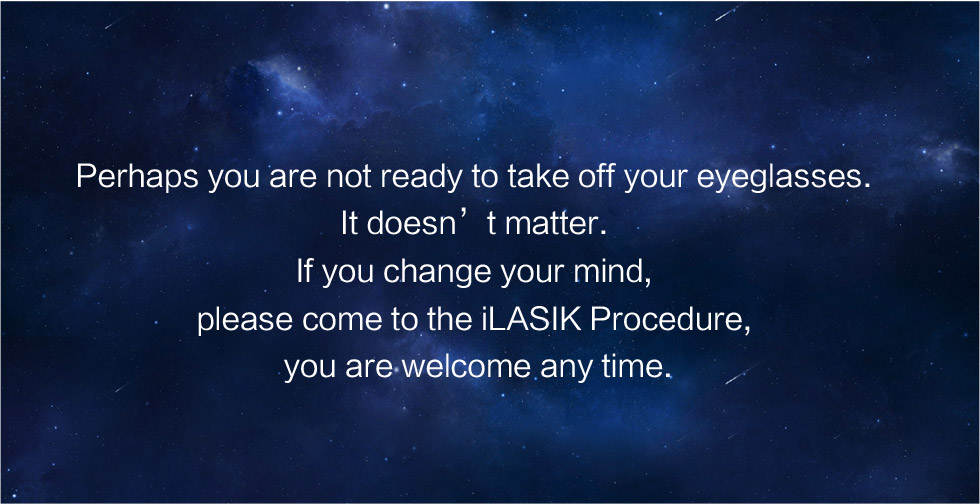 Perhaps you are not ready to take off your eyeglasses.
It doesn’t matter.
If you change your mind,
please come to the iLASIK Procedure,
you are welcome any time.